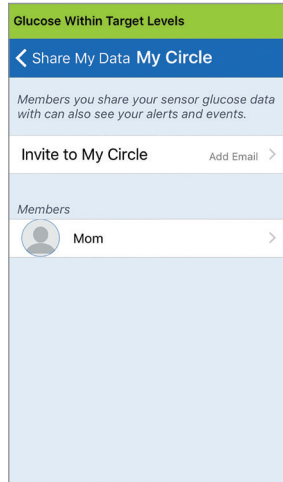 Glucose Within Target Levels
Share My Data My Circle
Members you share your sensor glucose data
with can also see your alerts and events.
Invite to My Circle Add Email
Members
Mom